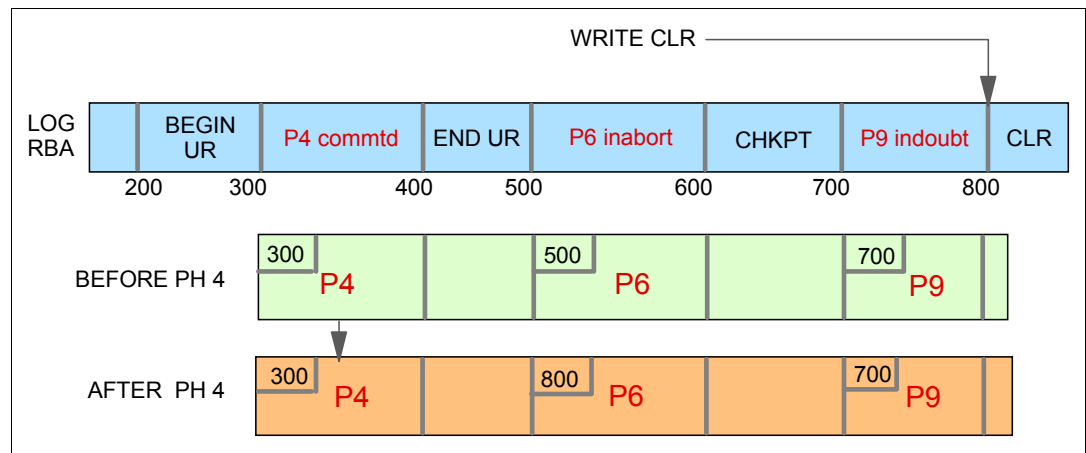 WRITE CLR
LOG RBA
BEGIN UR
P4 commtd
END UR
P6 inabort
CHKPT
P9 indoubt
CLR
200 300 400 500 600 700 800
BEFORE PH 4
300 P4
500 P6
700 P9
AFTER PH 4
300 P4
800 P6
700 P9